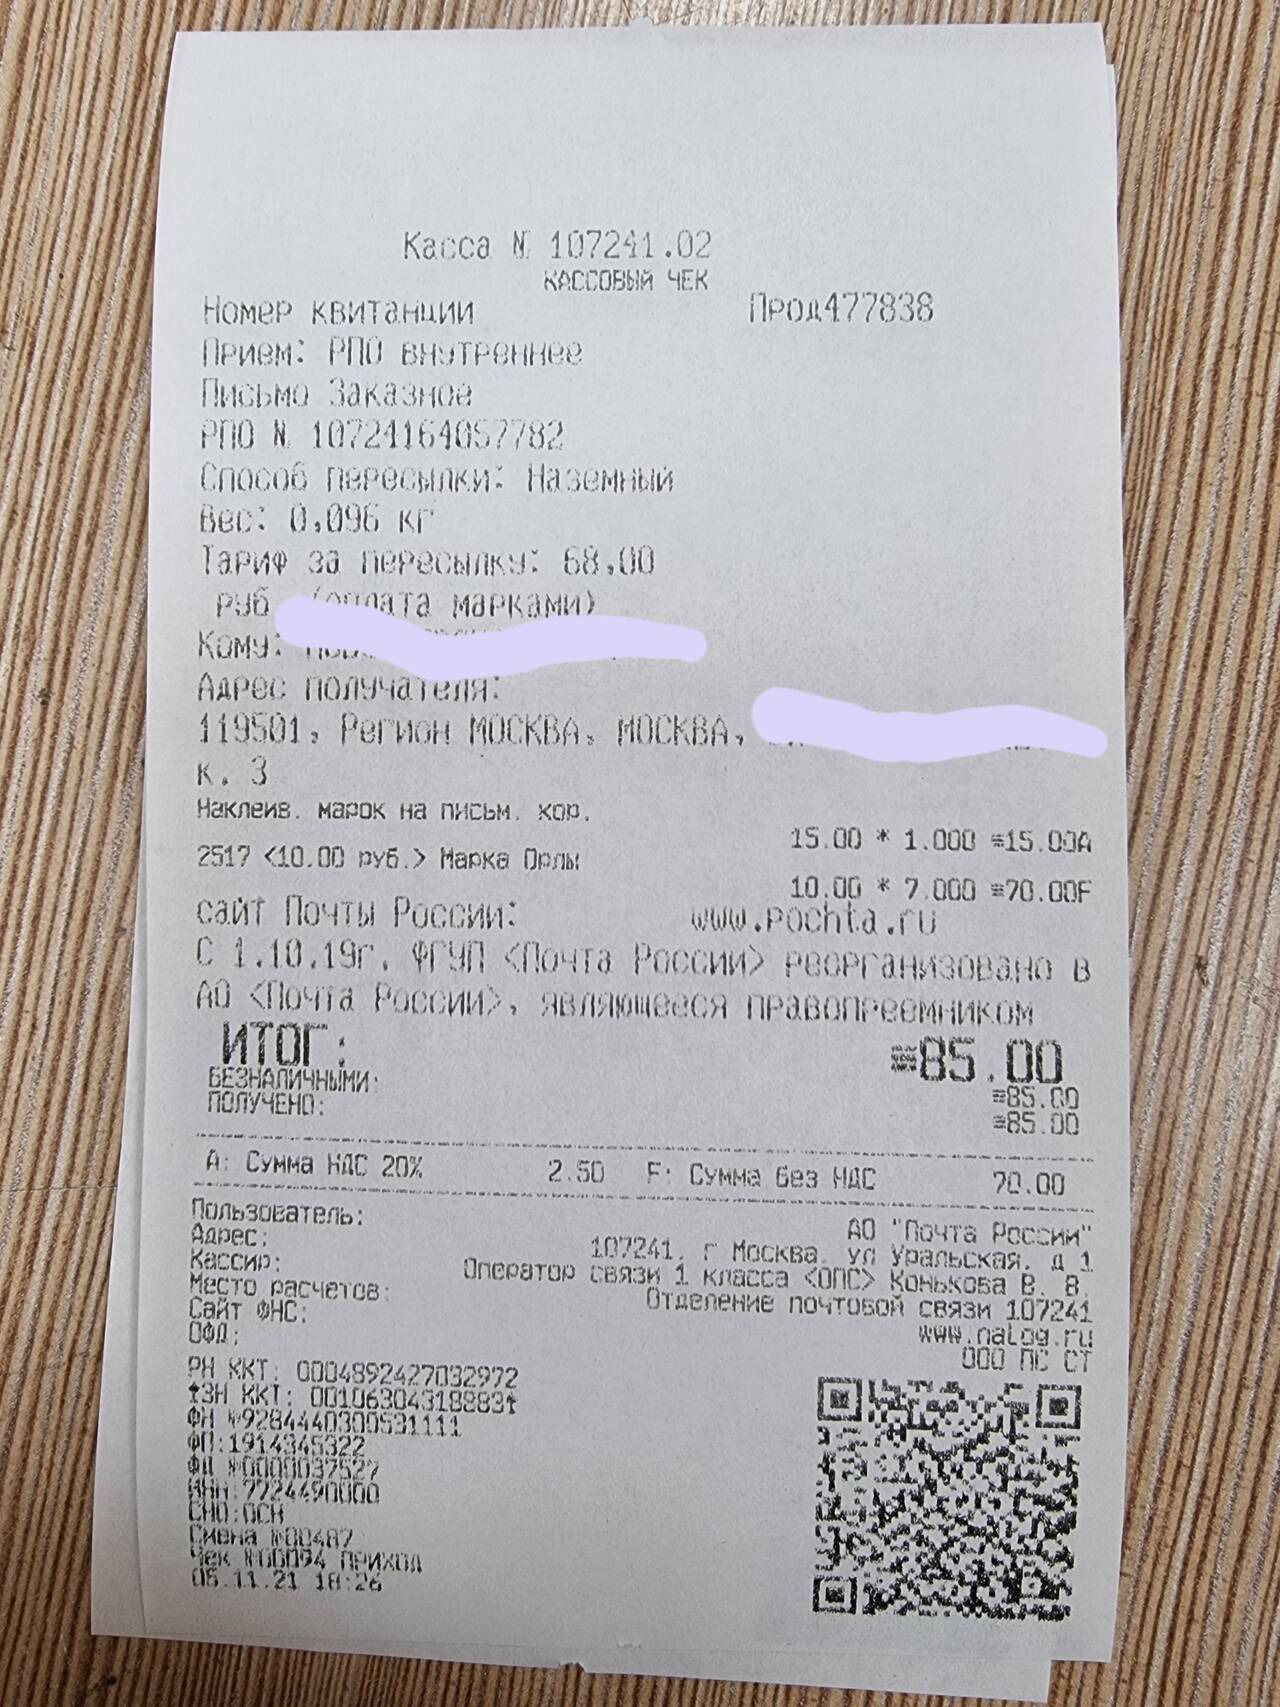 Касса № 107241.02
КАССОВЫЙ ЧЕК
Номер квитанции Прод477838
Прием: РПО внутреннее
Письмо Заказное
РПО № 10724164057782
Способ пересылки: Наземный
Вес: 0,096 кг
Тариф за пересылку: 68,00
руб (оплата марками)
Кому:
Адрес получателя:
119501, Регион МОСКВА, МОСКВА,
к. 3
Наклеив. марок на письм. кор.
15.00 * 1.000 ≡15.00А
2517 <10.00 руб.> Марка Орлы
10.00 * 7.000 ≡70.00F
сайт Почты России: www.pochta.ru
С 1.10.19г. ФГУП <Почта России> реорганизовано в
АО <Почта России>, являющееся правопреемником
ИТОГ: ≡85.00
БЕЗНАЛИЧНЫМИ: ≡85.00
ПОЛУЧЕНО: ≡85.00
А: Сумма НДС 20% 2.50 F: Сумма без НДС 70.00
Пользователь: АО "Почта России"
Адрес: 107241, г Москва, ул Уральская, д 1
Кассир: Оператор связи 1 класса <ОПС> Конькова В. В.
Место расчетов: Отделение почтовой связи 107241
Сайт ФНС: www.nalog.ru
ОФД: ООО ПС СТ
РН ККТ: 0004892427032972
ЗН ККТ: 00106304318883
ФН №9284440300531111
ФП:1914345322
ФД №0000037527
ИНН:7724490000
СНО:ОСН
Смена №00487
Чек №00094 ПРИХОД
05.11.21 18:26